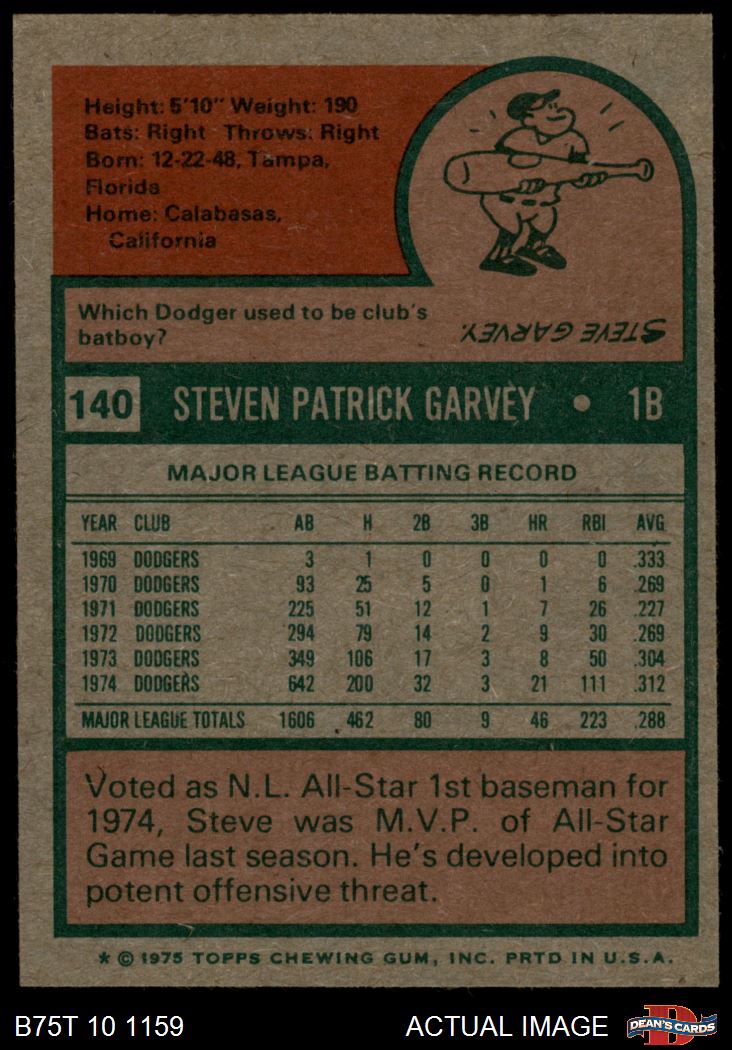 Height: 5'10" Weight: 190
Bats: Right Throws: Right
Born: 12-22-48, Tampa,
Florida
Home: Calabasas,
California
Which Dodger used to be club's
batboy?
STEVE GARVEY.
140 STEVEN PATRICK GARVEY • 1B
MAJOR LEAGUE BATTING RECORD
YEAR CLUB AB H 2B 3B HR RBI AVG
1969 DODGERS 3 1 0 0 0 0 .333
1970 DODGERS 93 25 5 0 1 6 .269
1971 DODGERS 225 51 12 1 7 26 .227
1972 DODGERS 294 79 14 2 9 30 .269
1973 DODGERS 349 106 17 3 8 50 .304
1974 DODGERS 642 200 32 3 21 111 .312
MAJOR LEAGUE TOTALS 1606 462 80 9 46 223 .288
Voted as N.L. All-Star 1st baseman for
1974, Steve was M.V.P. of All-Star
Game last season. He's developed into
potent offensive threat.
* © 1975 TOPPS CHEWING GUM, INC. PRTD IN U.S.A.
B75T 10 1159 ACTUAL IMAGE DEAN'S CARDS